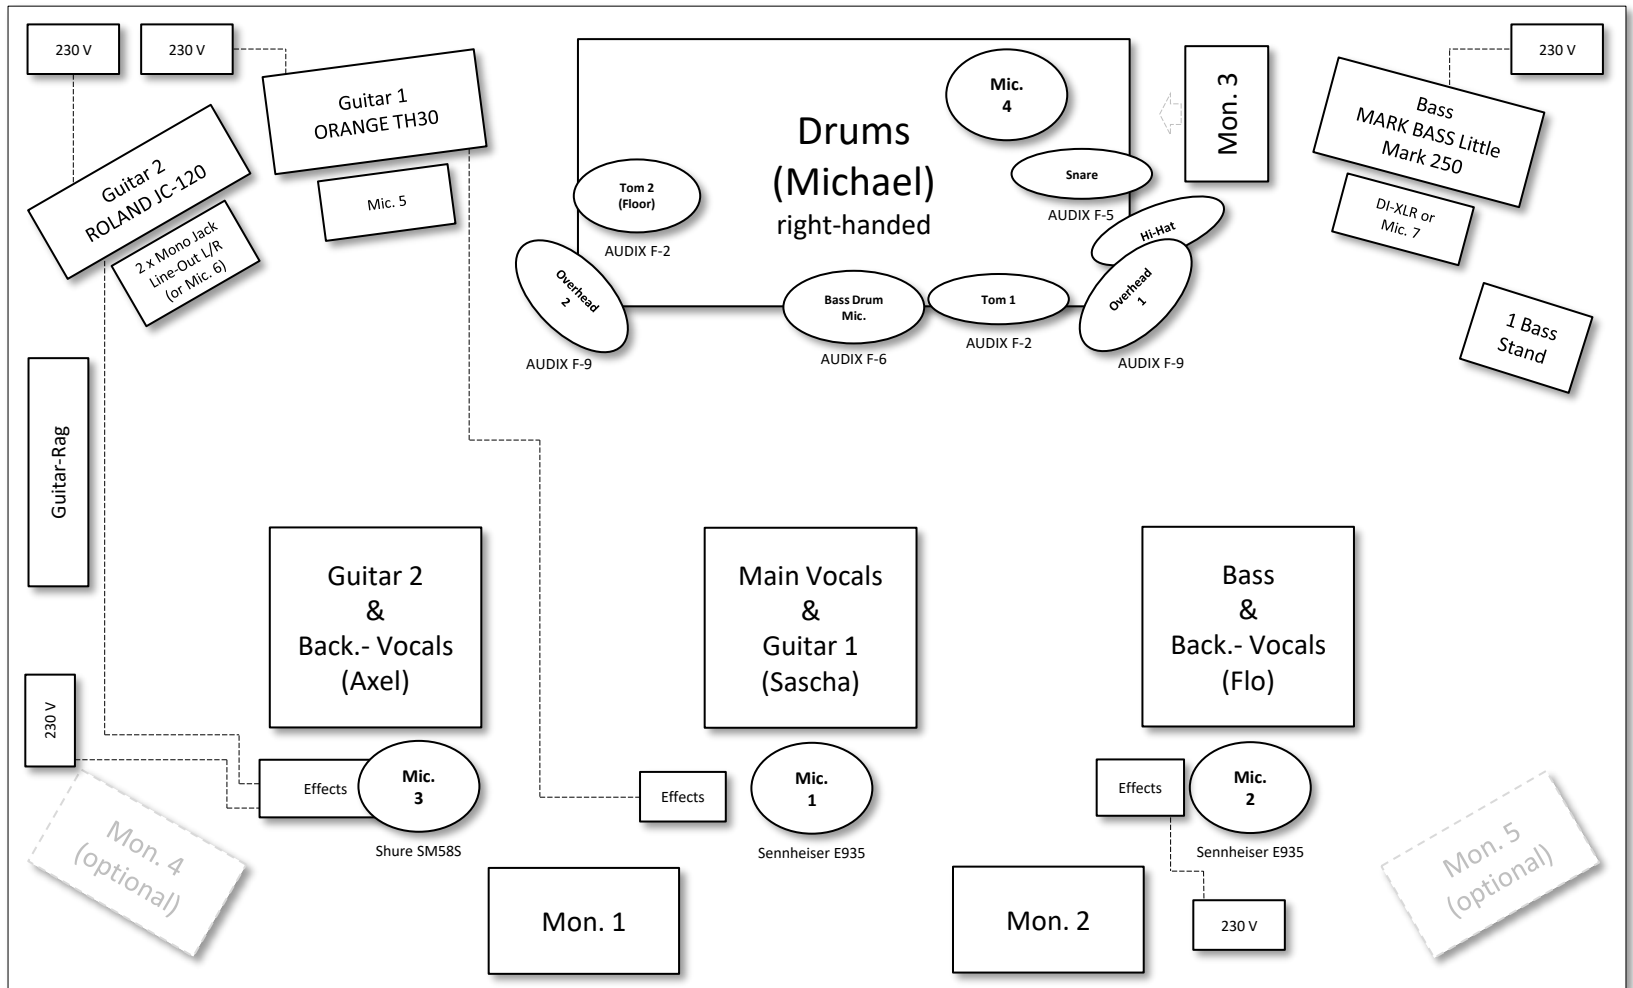 230 V
230 V
Guitar 1
ORANGE TH30
Guitar 2
ROLAND JC-120
Mic. 5
2 x Mono Jack
Line-Out L/R
(or Mic. 6)
Drums
(Michael)
right-handed
Mic.
4
Tom 2
(Floor)
AUDIX F-2
Snare
AUDIX F-5
Hi-Hat
Overhead
2
AUDIX F-9
Bass Drum
Mic.
AUDIX F-6
Tom 1
AUDIX F-2
Overhead
1
AUDIX F-9
Mon. 3
230 V
Bass
MARK BASS Little
Mark 250
DI-XLR or
Mic. 7
1 Bass
Stand
Guitar-Rag
Guitar 2
&
Back.- Vocals
(Axel)
Main Vocals
&
Guitar 1
(Sascha)
Bass
&
Back.- Vocals
(Flo)
230 V
Effects
Mic.
3
Shure SM58S
Effects
Mic.
1
Sennheiser E935
Effects
Mic.
2
Sennheiser E935
Mon. 4
(optional)
Mon. 1
Mon. 2
230 V
Mon. 5
(optional)